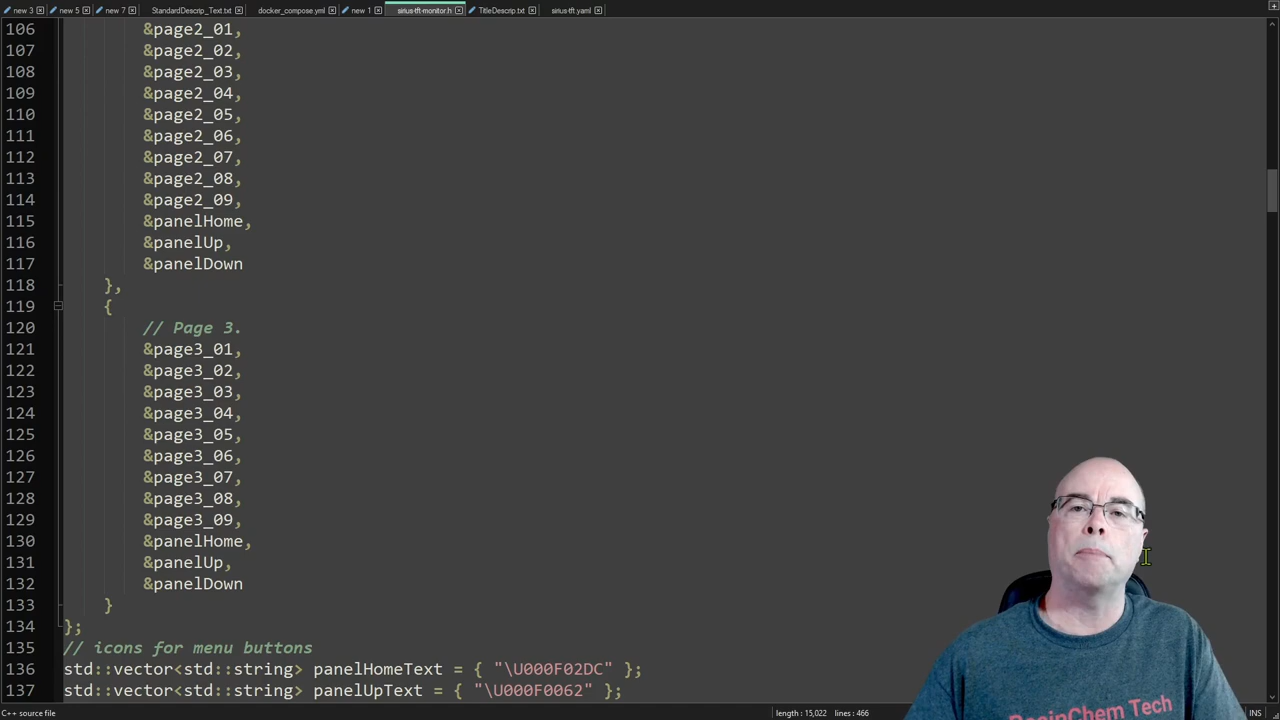 new 3
new 5
new 7
StandardDescrip_Text.txt
docker_compose.yml
new 1
sirius-tft-monitor.h
TitleDescrip.txt
sirius-tft.yaml
106 &page2_01,
107 &page2_02,
108 &page2_03,
109 &page2_04,
110 &page2_05,
111 &page2_06,
112 &page2_07,
113 &page2_08,
114 &page2_09,
115 &panelHome,
116 &panelUp,
117 &panelDown
118 },
119 {
120 // Page 3.
121 &page3_01,
122 &page3_02,
123 &page3_03,
124 &page3_04,
125 &page3_05,
126 &page3_06,
127 &page3_07,
128 &page3_08,
129 &page3_09,
130 &panelHome,
131 &panelUp,
132 &panelDown
133 }
134 };
135 // icons for menu buttons
136 std::vector<std::string> panelHomeText = { "\U000F02DC" };
137 std::vector<std::string> panelUpText = { "\U000F0062" };
Tech
C++ source file
length : 15,022 lines : 466
INS